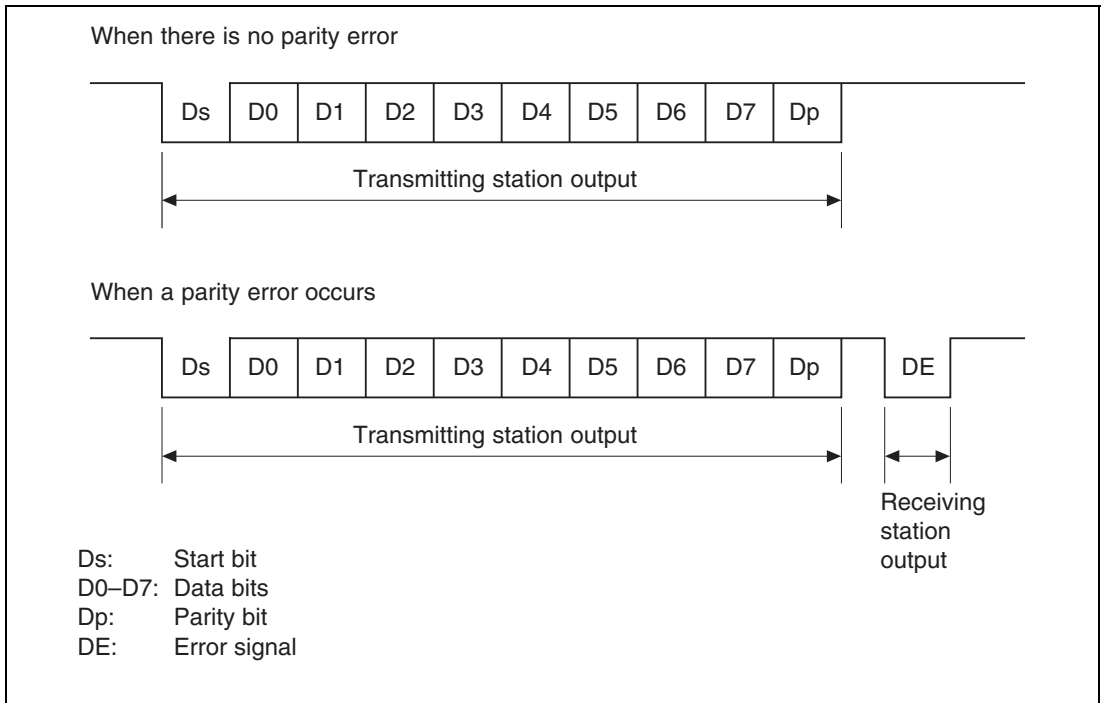 When there is no parity error
Ds D0 D1 D2 D3 D4 D5 D6 D7 Dp
Transmitting station output
When a parity error occurs
Ds D0 D1 D2 D3 D4 D5 D6 D7 Dp DE
Transmitting station output
Receiving
station
output
Ds: Start bit
D0–D7: Data bits
Dp: Parity bit
DE: Error signal